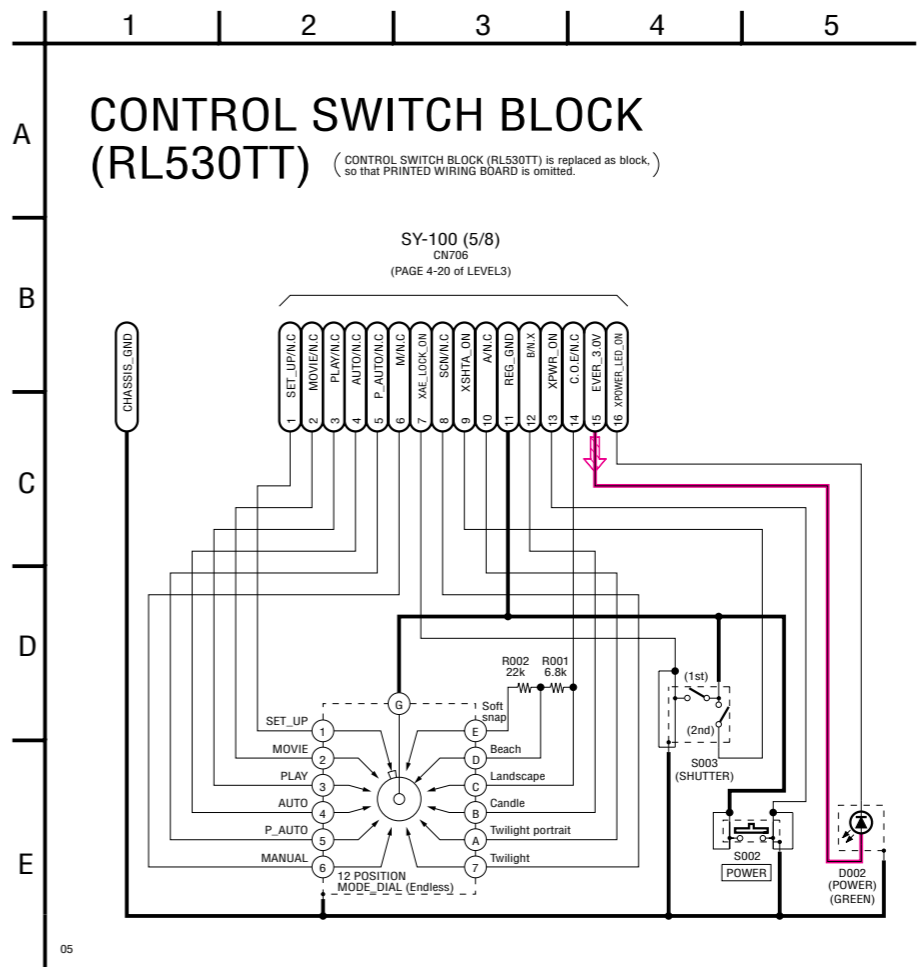 1 2 3 4 5
A
B
C
D
E
CONTROL SWITCH BLOCK
(RL530TT)
( CONTROL SWITCH BLOCK (RL530TT) is replaced as block,
so that PRINTED WIRING BOARD is omitted. )
SY-100 (5/8)
CN706
(PAGE 4-20 of LEVEL3)
CHASSIS_GND
1 SET_UP/N.C
2 MOVIE/N.C
3 PLAY/N.C
4 AUTO/N.C
5 P_AUTO/N.C
6 M/N.C
7 XAE_LOCK_ON
8 SCN/N.C
9 XSHTA_ON
10 A/N.C
11 REG_GND
12 B/N.X
13 XPWR_ON
14 C.O.E/N.C
15 EVER_3.0V
16 XPOWER_LED_ON
R002
22k
R001
6.8k
G
SET_UP 1
MOVIE 2
PLAY 3
AUTO 4
P_AUTO 5
MANUAL 6
Soft
snap
E
D Beach
C Landscape
B Candle
A Twilight portrait
7 Twilight
12 POSITION
MODE_DIAL (Endless)
(1st)
(2nd)
S003
(SHUTTER)
S002
POWER
D002
(POWER)
(GREEN)
05